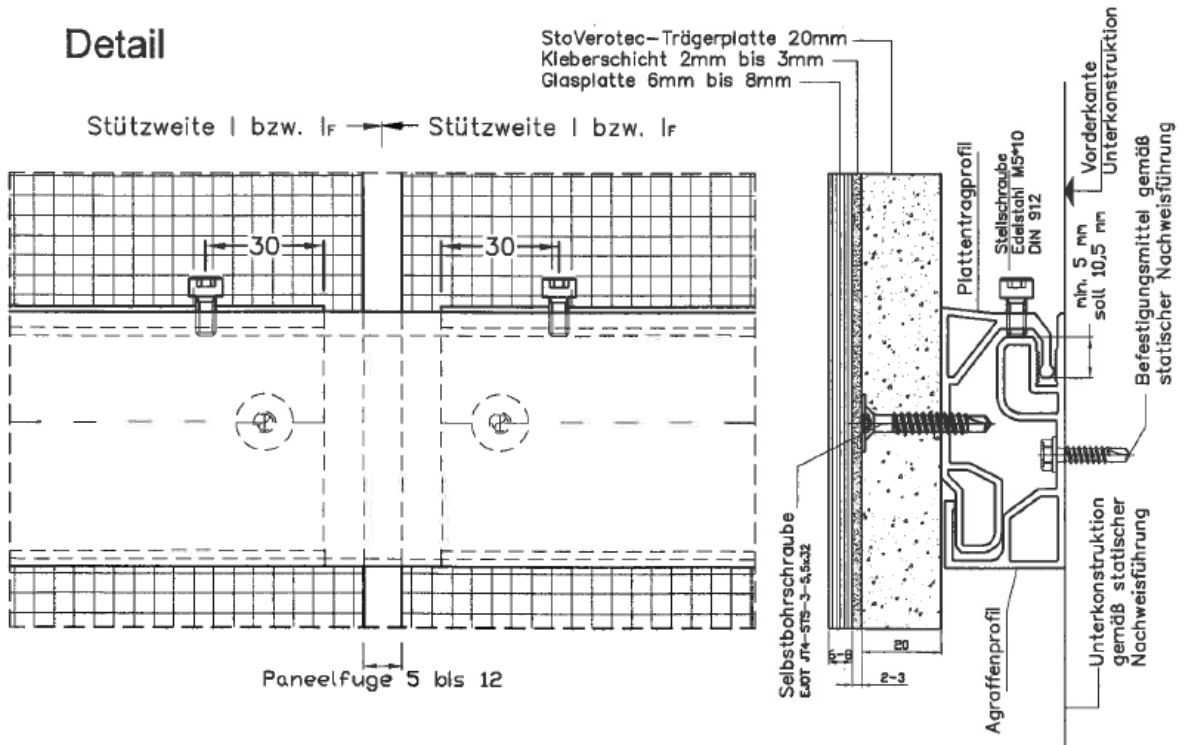 Detail
StoVerotec-Trägerplatte 20mm
Kleberschicht 2mm bis 3mm
Glasplatte 6mm bis 8mm
Stützweite l bzw. lF
Stützweite l bzw. lF
30
30
Paneelfuge 5 bis 12
Plattentragprofil
Stellschraube
Edelstahl M5*10
DIN 912
Vorderkante
Unterkonstruktion
min. 5 mm
soll 10,5 mm
Befestigungsmittel gemäß
statischer Nachweisführung
Selbstbohrschraube
EJOT JT4-STS-3-5,5x32
6-8
20
2-3
Agraffenprofil
Unterkonstruktion
gemäß statischer
Nachweisführung